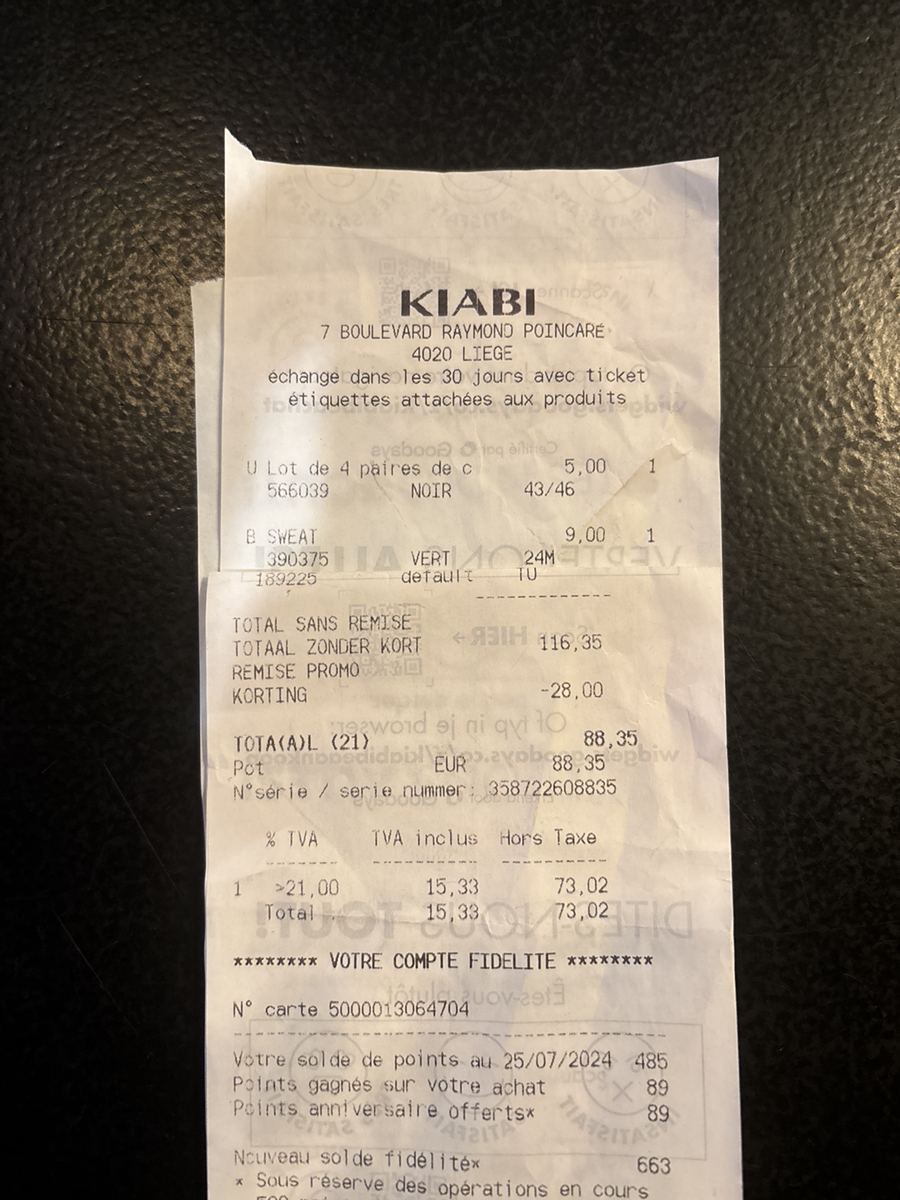 KIABI
7 BOULEVARD RAYMOND POINCARE
4020 LIEGE
échange dans les 30 jours avec ticket
étiquettes attachées aux produits
U Lot de 4 paires de c 5,00 1
566039 NOIR 43/46
B SWEAT 9,00 1
390375 VERT 24M
189225 default TU
TOTAL SANS REMISE
TOTAAL ZONDER KORT 116,35
REMISE PROMO
KORTING -28,00
TOTA(A)L (21) 88,35
Pct EUR 88,35
N°série / serie nummer: 358722608835
% TVA TVA inclus Hors Taxe
1 >21,00 15,33 73,02
Total 15,33 73,02
******** VOTRE COMPTE FIDELITE ********
N° carte 5000013064704
Votre solde de points au 25/07/2024 485
Points gagnés sur votre achat 89
Points anniversaire offerts* 89
Nouveau solde fidélité* 663
* Sous réserve des opérations en cours